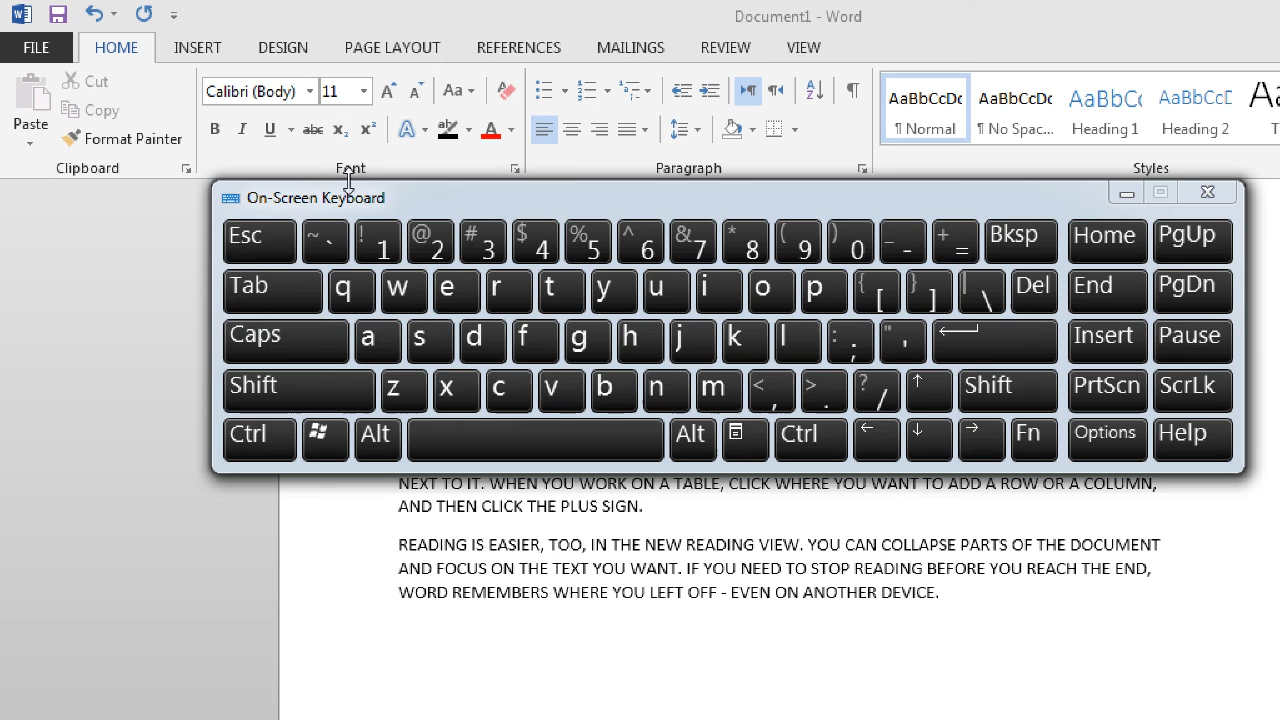 Document1 - Word
FILE HOME INSERT DESIGN PAGE LAYOUT REFERENCES MAILINGS REVIEW VIEW
Paste
Cut
Copy
Format Painter
Clipboard
Calibri (Body) 11 Aa
B I U abc x₂ x² A ab A
Font
Paragraph
AaBbCcDc ¶ Normal
AaBbCcDc ¶ No Spac...
AaBbCc Heading 1
AaBbCcD Heading 2
Styles
On-Screen Keyboard
Esc ~ ` ! 1 @ 2 # 3 $ 4 % 5 ^ 6 & 7 * 8 ( 9 ) 0 _ - + = Bksp Home PgUp
Tab q w e r t y u i o p { [ } ] | \ Del End PgDn
Caps a s d f g h j k l : ; " ' Insert Pause
Shift z x c v b n m < , > . ? / ↑ Shift PrtScn ScrLk
Ctrl Alt Alt Ctrl ← ↓ → Fn Options Help
NEXT TO IT. WHEN YOU WORK ON A TABLE, CLICK WHERE YOU WANT TO ADD A ROW OR A COLUMN,
AND THEN CLICK THE PLUS SIGN.
READING IS EASIER, TOO, IN THE NEW READING VIEW. YOU CAN COLLAPSE PARTS OF THE DOCUMENT
AND FOCUS ON THE TEXT YOU WANT. IF YOU NEED TO STOP READING BEFORE YOU REACH THE END,
WORD REMEMBERS WHERE YOU LEFT OFF - EVEN ON ANOTHER DEVICE.